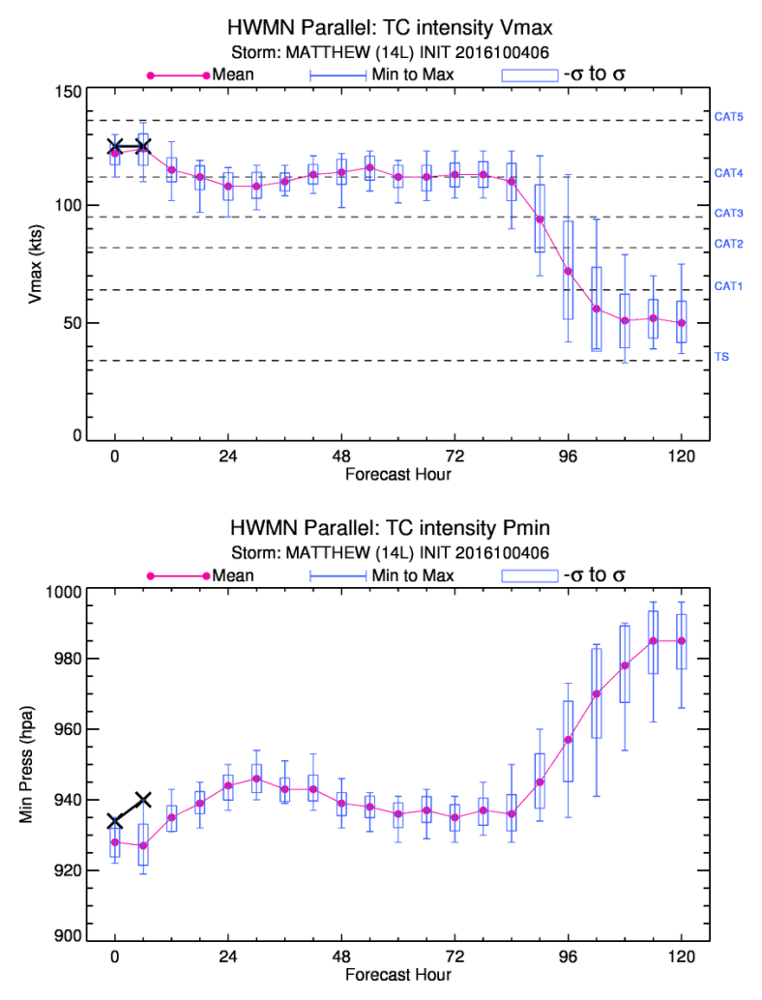 HWMN Parallel: TC intensity Vmax
Storm: MATTHEW (14L) INIT 2016100406
Mean Min to Max -σ to σ
150
CAT5
CAT4
100
CAT3
CAT2
CAT1
50
TS
0
Vmax (kts)
0 24 48 72 96 120
Forecast Hour
HWMN Parallel: TC intensity Pmin
Storm: MATTHEW (14L) INIT 2016100406
Mean Min to Max -σ to σ
1000
980
960
940
920
900
Min Press (hpa)
0 24 48 72 96 120
Forecast Hour